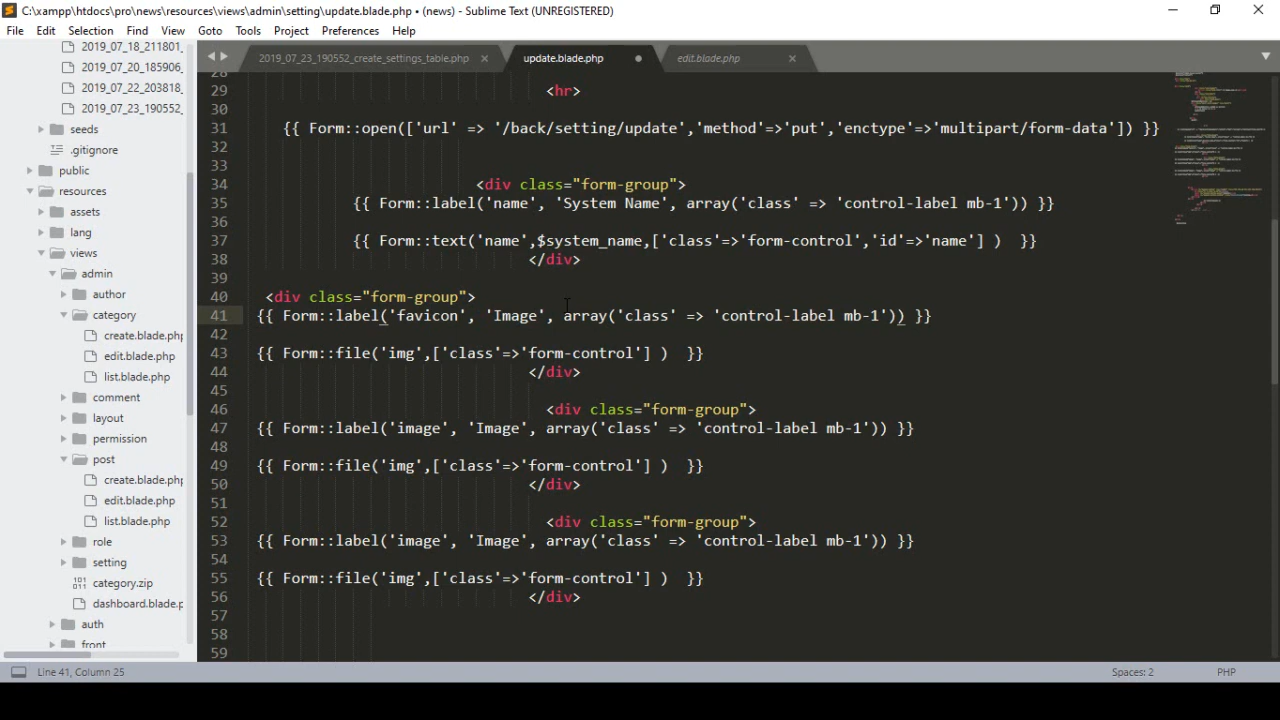 C:\xampp\htdocs\pro\news\resources\views\admin\setting\update.blade.php • (news) - Sublime Text (UNREGISTERED)
File Edit Selection Find View Goto Tools Project Preferences Help
2019_07_18_211801_
2019_07_20_185906_
2019_07_22_203818_
2019_07_23_190552_
seeds
.gitignore
public
resources
assets
lang
views
admin
author
category
create.blade.php
edit.blade.php
list.blade.php
comment
layout
permission
post
create.blade.php
edit.blade.php
list.blade.php
role
setting
category.zip
dashboard.blade.p
auth
front
2019_07_23_190552_create_settings_table.php update.blade.php edit.blade.php
28
29 <hr>
30
31 {{ Form::open(['url' => '/back/setting/update','method'=>'put','enctype'=>'multipart/form-data']) }}
32
33
34 <div class="form-group">
35 {{ Form::label('name', 'System Name', array('class' => 'control-label mb-1')) }}
36
37 {{ Form::text('name',$system_name,['class'=>'form-control','id'=>'name'] ) }}
38 </div>
39
40 <div class="form-group">
41 {{ Form::label('favicon', 'Image', array('class' => 'control-label mb-1')) }}
42
43 {{ Form::file('img',['class'=>'form-control'] ) }}
44 </div>
45
46 <div class="form-group">
47 {{ Form::label('image', 'Image', array('class' => 'control-label mb-1')) }}
48
49 {{ Form::file('img',['class'=>'form-control'] ) }}
50 </div>
51
52 <div class="form-group">
53 {{ Form::label('image', 'Image', array('class' => 'control-label mb-1')) }}
54
55 {{ Form::file('img',['class'=>'form-control'] ) }}
56 </div>
57
58
59
Line 41, Column 25 Spaces: 2 PHP